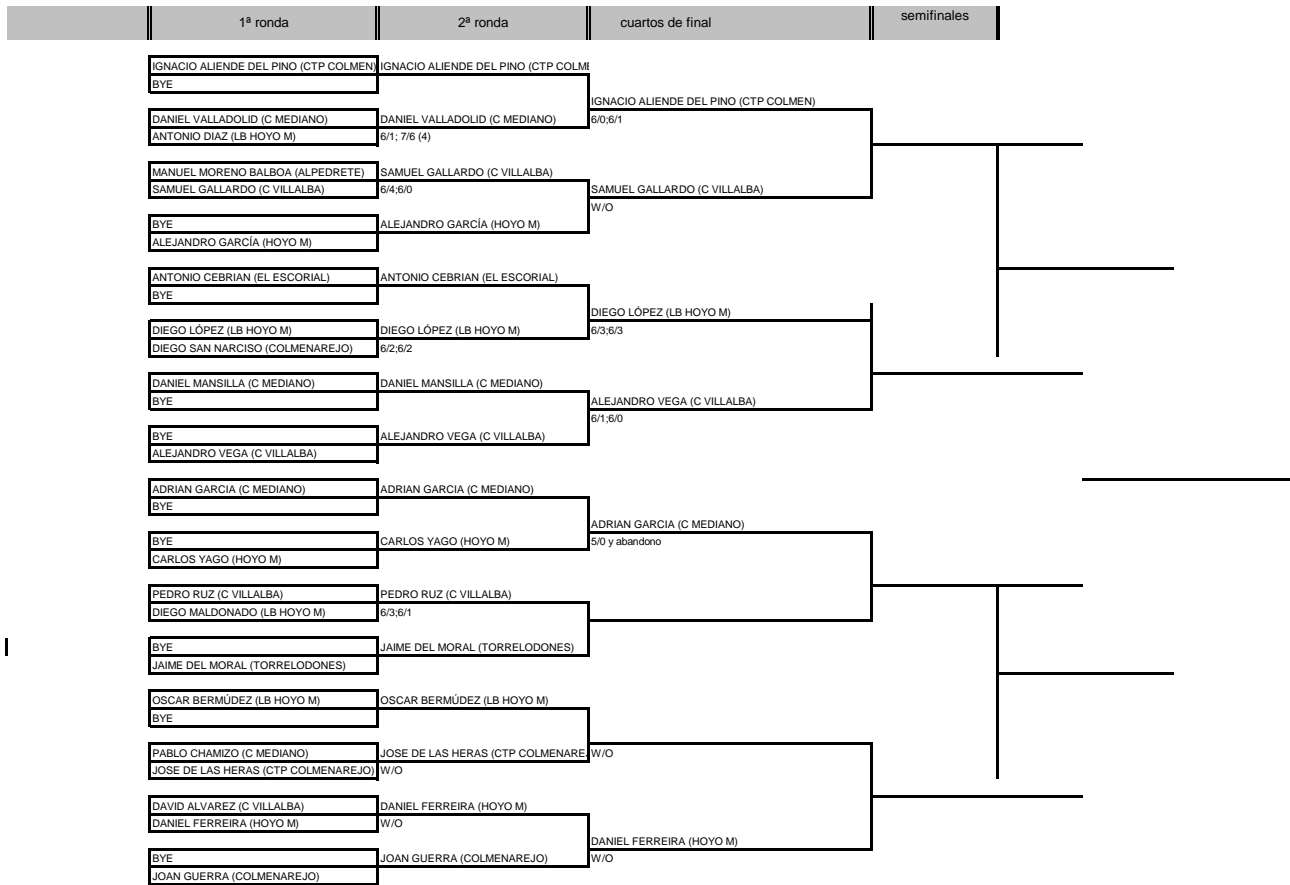 1ª ronda 2ª ronda cuartos de final semifinales
IGNACIO ALIENDE DEL PINO (CTP COLMEN) IGNACIO ALIENDE DEL PINO (CTP COLME
BYE
IGNACIO ALIENDE DEL PINO (CTP COLMEN)
DANIEL VALLADOLID (C MEDIANO) DANIEL VALLADOLID (C MEDIANO) 6/0;6/1
ANTONIO DIAZ (LB HOYO M) 6/1; 7/6 (4)
MANUEL MORENO BALBOA (ALPEDRETE) SAMUEL GALLARDO (C VILLALBA)
SAMUEL GALLARDO (C VILLALBA) 6/4;6/0 SAMUEL GALLARDO (C VILLALBA)
W/O
BYE ALEJANDRO GARCÍA (HOYO M)
ALEJANDRO GARCÍA (HOYO M)
ANTONIO CEBRIAN (EL ESCORIAL) ANTONIO CEBRIAN (EL ESCORIAL)
BYE
DIEGO LÓPEZ (LB HOYO M)
DIEGO LÓPEZ (LB HOYO M) DIEGO LÓPEZ (LB HOYO M) 6/3;6/3
DIEGO SAN NARCISO (COLMENAREJO) 6/2;6/2
DANIEL MANSILLA (C MEDIANO) DANIEL MANSILLA (C MEDIANO)
BYE ALEJANDRO VEGA (C VILLALBA)
6/1;6/0
BYE ALEJANDRO VEGA (C VILLALBA)
ALEJANDRO VEGA (C VILLALBA)
ADRIAN GARCIA (C MEDIANO) ADRIAN GARCIA (C MEDIANO)
BYE
ADRIAN GARCIA (C MEDIANO)
BYE CARLOS YAGO (HOYO M) 5/0 y abandono
CARLOS YAGO (HOYO M)
PEDRO RUZ (C VILLALBA) PEDRO RUZ (C VILLALBA)
DIEGO MALDONADO (LB HOYO M) 6/3;6/1
BYE JAIME DEL MORAL (TORRELODONES)
JAIME DEL MORAL (TORRELODONES)
OSCAR BERMÚDEZ (LB HOYO M) OSCAR BERMÚDEZ (LB HOYO M)
BYE
PABLO CHAMIZO (C MEDIANO) JOSE DE LAS HERAS (CTP COLMENAREJ W/O
JOSE DE LAS HERAS (CTP COLMENAREJO) W/O
DAVID ALVAREZ (C VILLALBA) DANIEL FERREIRA (HOYO M)
DANIEL FERREIRA (HOYO M) W/O
DANIEL FERREIRA (HOYO M)
BYE JOAN GUERRA (COLMENAREJO) W/O
JOAN GUERRA (COLMENAREJO)